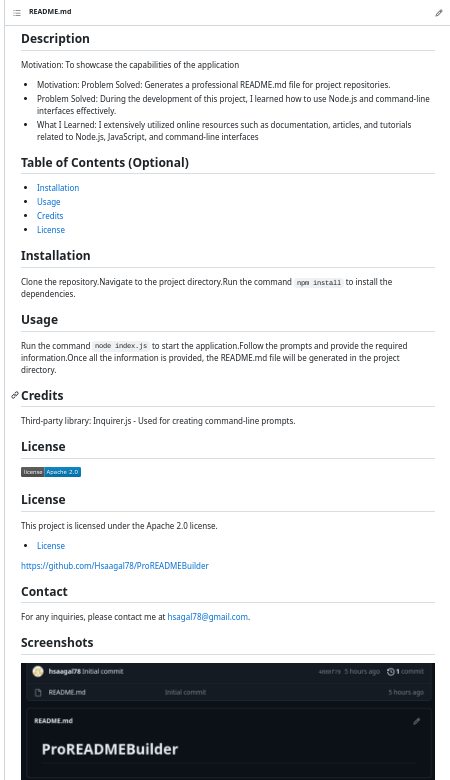 README.md
Description
Motivation: To showcase the capabilities of the application
Motivation: Problem Solved: Generates a professional README.md file for project repositories.
Problem Solved: During the development of this project, I learned how to use Node.js and command-line
interfaces effectively.
What I Learned: I extensively utilized online resources such as documentation, articles, and tutorials
related to Node.js, JavaScript, and command-line interfaces
Table of Contents (Optional)
Installation
Usage
Credits
License
Installation
Clone the repository.Navigate to the project directory.Run the command npm install to install the
dependencies.
Usage
Run the command node index.js to start the application.Follow the prompts and provide the required
information.Once all the information is provided, the README.md file will be generated in the project
directory.
Credits
Third-party library: Inquirer.js - Used for creating command-line prompts.
License
license Apache 2.0
License
This project is licensed under the Apache 2.0 license.
License
https://github.com/Hsaagal78/ProREADMEBuilder
Contact
For any inquiries, please contact me at hsagal78@gmail.com.
Screenshots
hsaagal78 Initial commit 5 hours ago 1 commit
README.md Initial commit 5 hours ago
README.md
ProREADMEBuilder